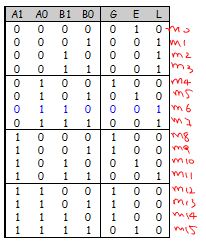 A1 A0 B1 B0 G E L
0 0 0 0 0 1 0 m0
0 0 0 1 0 0 1 m1
0 0 1 0 0 0 1 m2
0 0 1 1 0 0 1 m3
0 1 0 0 1 0 0 m4
0 1 0 1 0 1 0 m5
0 1 1 0 0 0 1 m6
0 1 1 1 0 0 1 m7
1 0 0 0 1 0 0 m8
1 0 0 1 1 0 0 m9
1 0 1 0 0 1 0 m10
1 0 1 1 0 0 1 m11
1 1 0 0 1 0 0 m12
1 1 0 1 1 0 0 m13
1 1 1 0 1 0 0 m14
1 1 1 1 0 1 0 m15